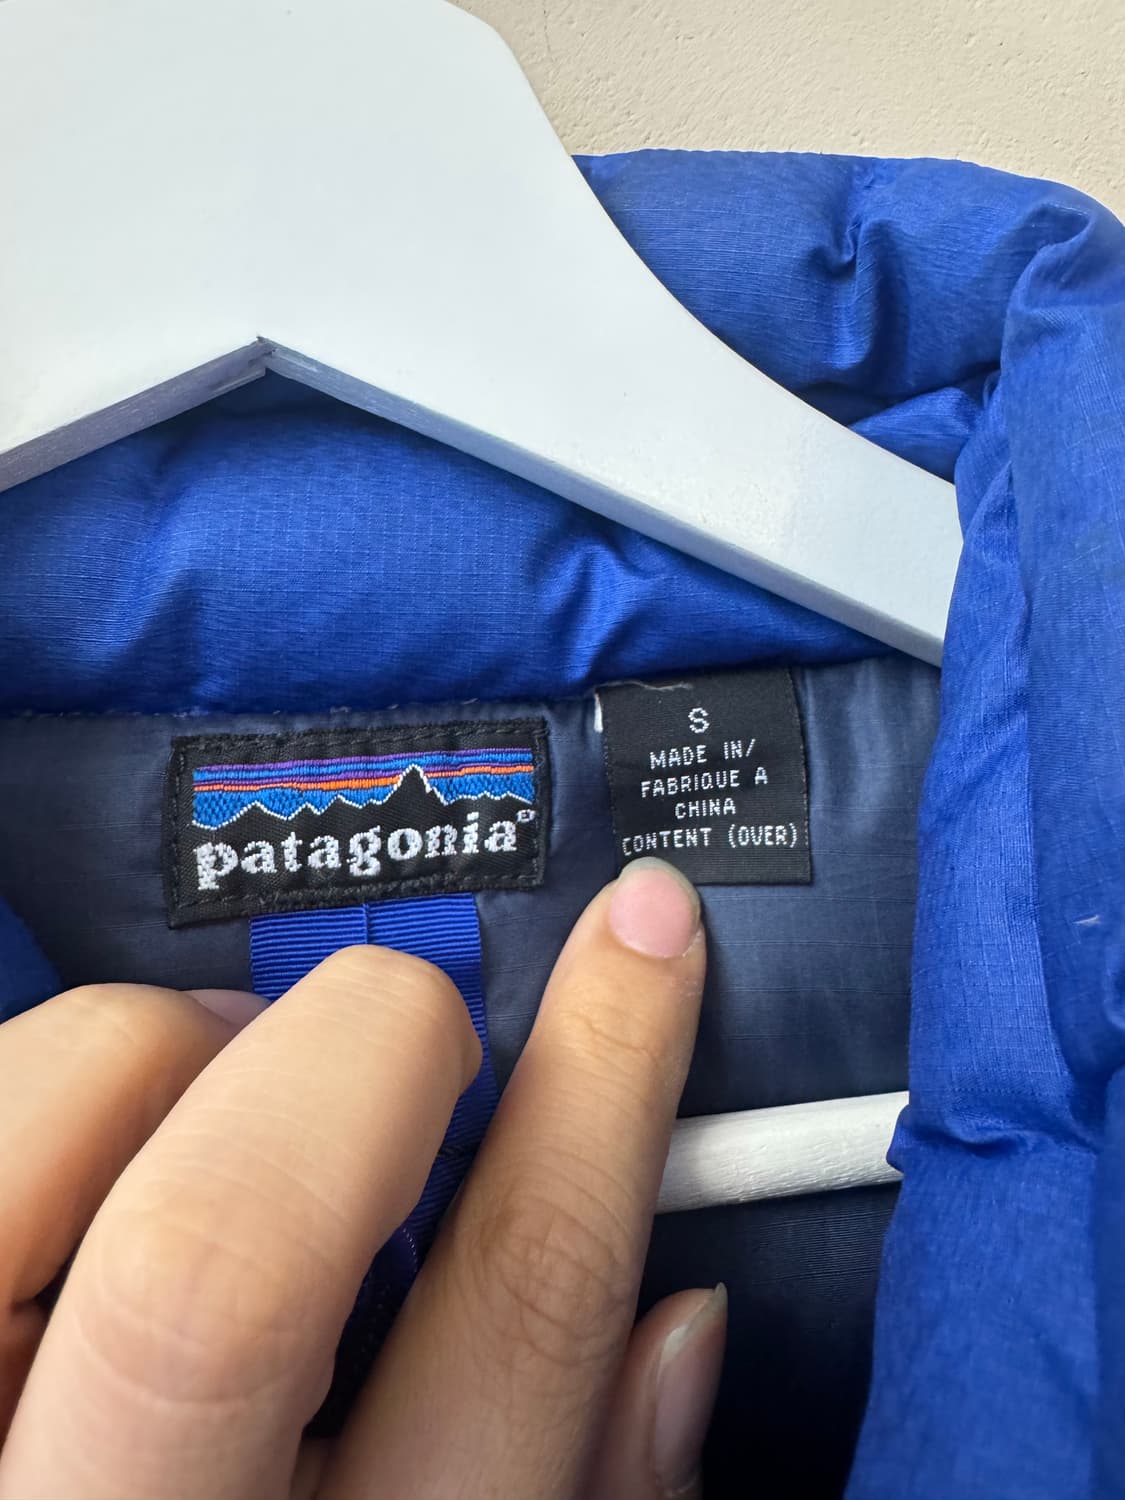 patagonia®
S
MADE IN/
FABRIQUE A
CHINA
CONTENT (OVER)